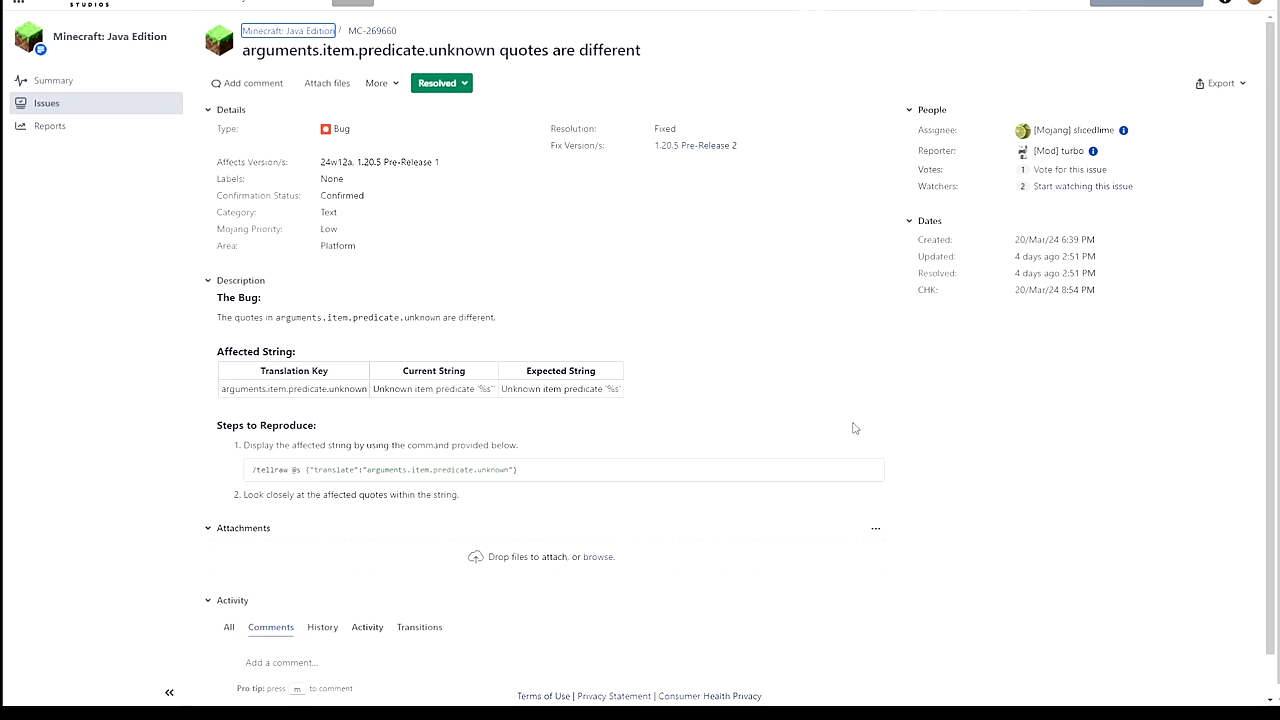 STUDIOS
Minecraft: Java Edition
Summary
Issues
Reports
Minecraft: Java Edition / MC-269660
arguments.item.predicate.unknown quotes are different
Add comment Attach files More Resolved Export
Details
Type: Bug Resolution: Fixed
Fix Version/s: 1.20.5 Pre-Release 2
Affects Version/s: 24w12a, 1.20.5 Pre-Release 1
Labels: None
Confirmation Status: Confirmed
Category: Text
Mojang Priority: Low
Area: Platform
People
Assignee: [Mojang] slicedlime
Reporter: [Mod] turbo
Votes: 1 Vote for this issue
Watchers: 2 Start watching this issue
Dates
Created: 20/Mar/24 6:39 PM
Updated: 4 days ago 2:51 PM
Resolved: 4 days ago 2:51 PM
CHK: 20/Mar/24 8:54 PM
Description
The Bug:
The quotes in arguments.item.predicate.unknown are different.
Affected String:
Translation Key Current String Expected String
arguments.item.predicate.unknown Unknown item predicate Unknown item predicate
Steps to Reproduce:
1. Display the affected string by using the command provided below.
/tellraw @s {"translate":"arguments.item.predicate.unknown"}
2. Look closely at the affected quotes within the string.
Attachments ...
Drop files to attach, or browse.
Activity
All Comments History Activity Transitions
Add a comment...
Pro tip: press m to comment
Terms of Use | Privacy Statement | Consumer Health Privacy